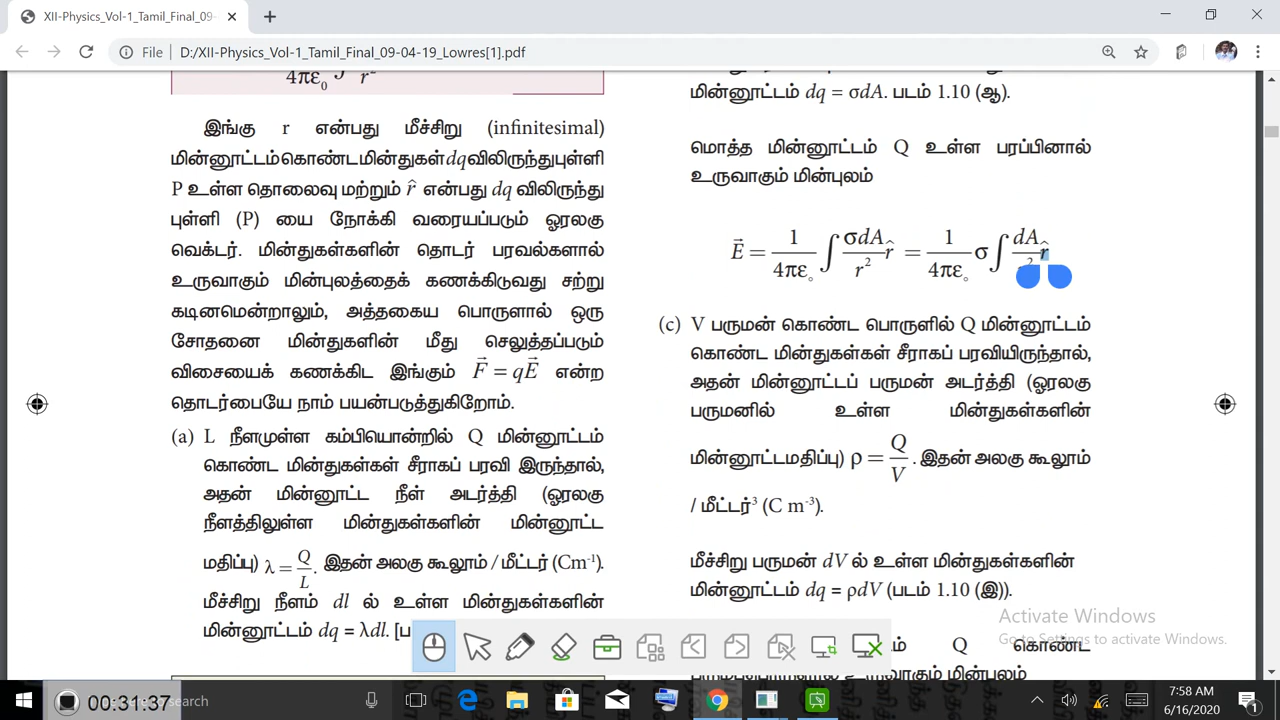 XII-Physics_Vol-1_Tamil_Final_09-
File
D:/XII-Physics_Vol-1_Tamil_Final_09-04-19_Lowres[1].pdf
4πε₀ ∫ r²
இங்கு r என்பது மீச்சிறு (infinitesimal)
மின்னூட்டம்கொண்டமின்துகள் dq விலிருந்துபுள்ளி
P உள்ள தொலைவு மற்றும் r̂ என்பது dq விலிருந்து
புள்ளி (P) யை நோக்கி வரையப்படும் ஓரலகு
வெக்டர். மின்துகள்களின் தொடர் பரவல்களால்
உருவாகும் மின்புலத்தைக் கணக்கிடுவது சற்று
கடினமென்றாலும், அத்தகைய பொருளால் ஒரு
சோதனை மின்துகளின் மீது செலுத்தப்படும்
விசையைக் கணக்கிட இங்கும் F⃗ = qE⃗ என்ற
தொடர்பையே நாம் பயன்படுத்துகிறோம்.
(a) L நீளமுள்ள கம்பியொன்றில் Q மின்னூட்டம்
கொண்ட மின்துகள்கள் சீராகப் பரவி இருந்தால்,
அதன் மின்னூட்ட நீள் அடர்த்தி (ஓரலகு
நீளத்திலுள்ள மின்துகள்களின் மின்னூட்ட
மதிப்பு) λ = Q/L. இதன் அலகு கூலூம் / மீட்டர் (Cm⁻¹).
மீச்சிறு நீளம் dl ல் உள்ள மின்துகள்களின்
மின்னூட்டம் dq = λdl. [ப
மின்னூட்டம் dq = σdA. படம் 1.10 (ஆ).
மொத்த மின்னூட்டம் Q உள்ள பரப்பினால்
உருவாகும் மின்புலம்
E⃗ = 1/4πε∘ ∫ σdA/r² r̂ = 1/4πε∘ σ ∫ dA/r² r̂
(c) V பருமன் கொண்ட பொருளில் Q மின்னூட்டம்
கொண்ட மின்துகள்கள் சீராகப் பரவியிருந்தால்,
அதன் மின்னூட்டப் பருமன் அடர்த்தி (ஓரலகு
பருமனில் உள்ள மின்துகள்களின்
மின்னூட்டமதிப்பு) ρ = Q/V. இதன் அலகு கூலூம்
/ மீட்டர்³ (C m⁻³).
மீச்சிறு பருமன் dV ல் உள்ள மின்துகள்களின்
மின்னூட்டம் dq = ρdV (படம் 1.10 (இ)).
Q கொண்ட
உருவாகும் மின்புலம்
Activate Windows
Go to Settings to activate Windows.
00:31:37
search
7:58 AM
6/16/2020